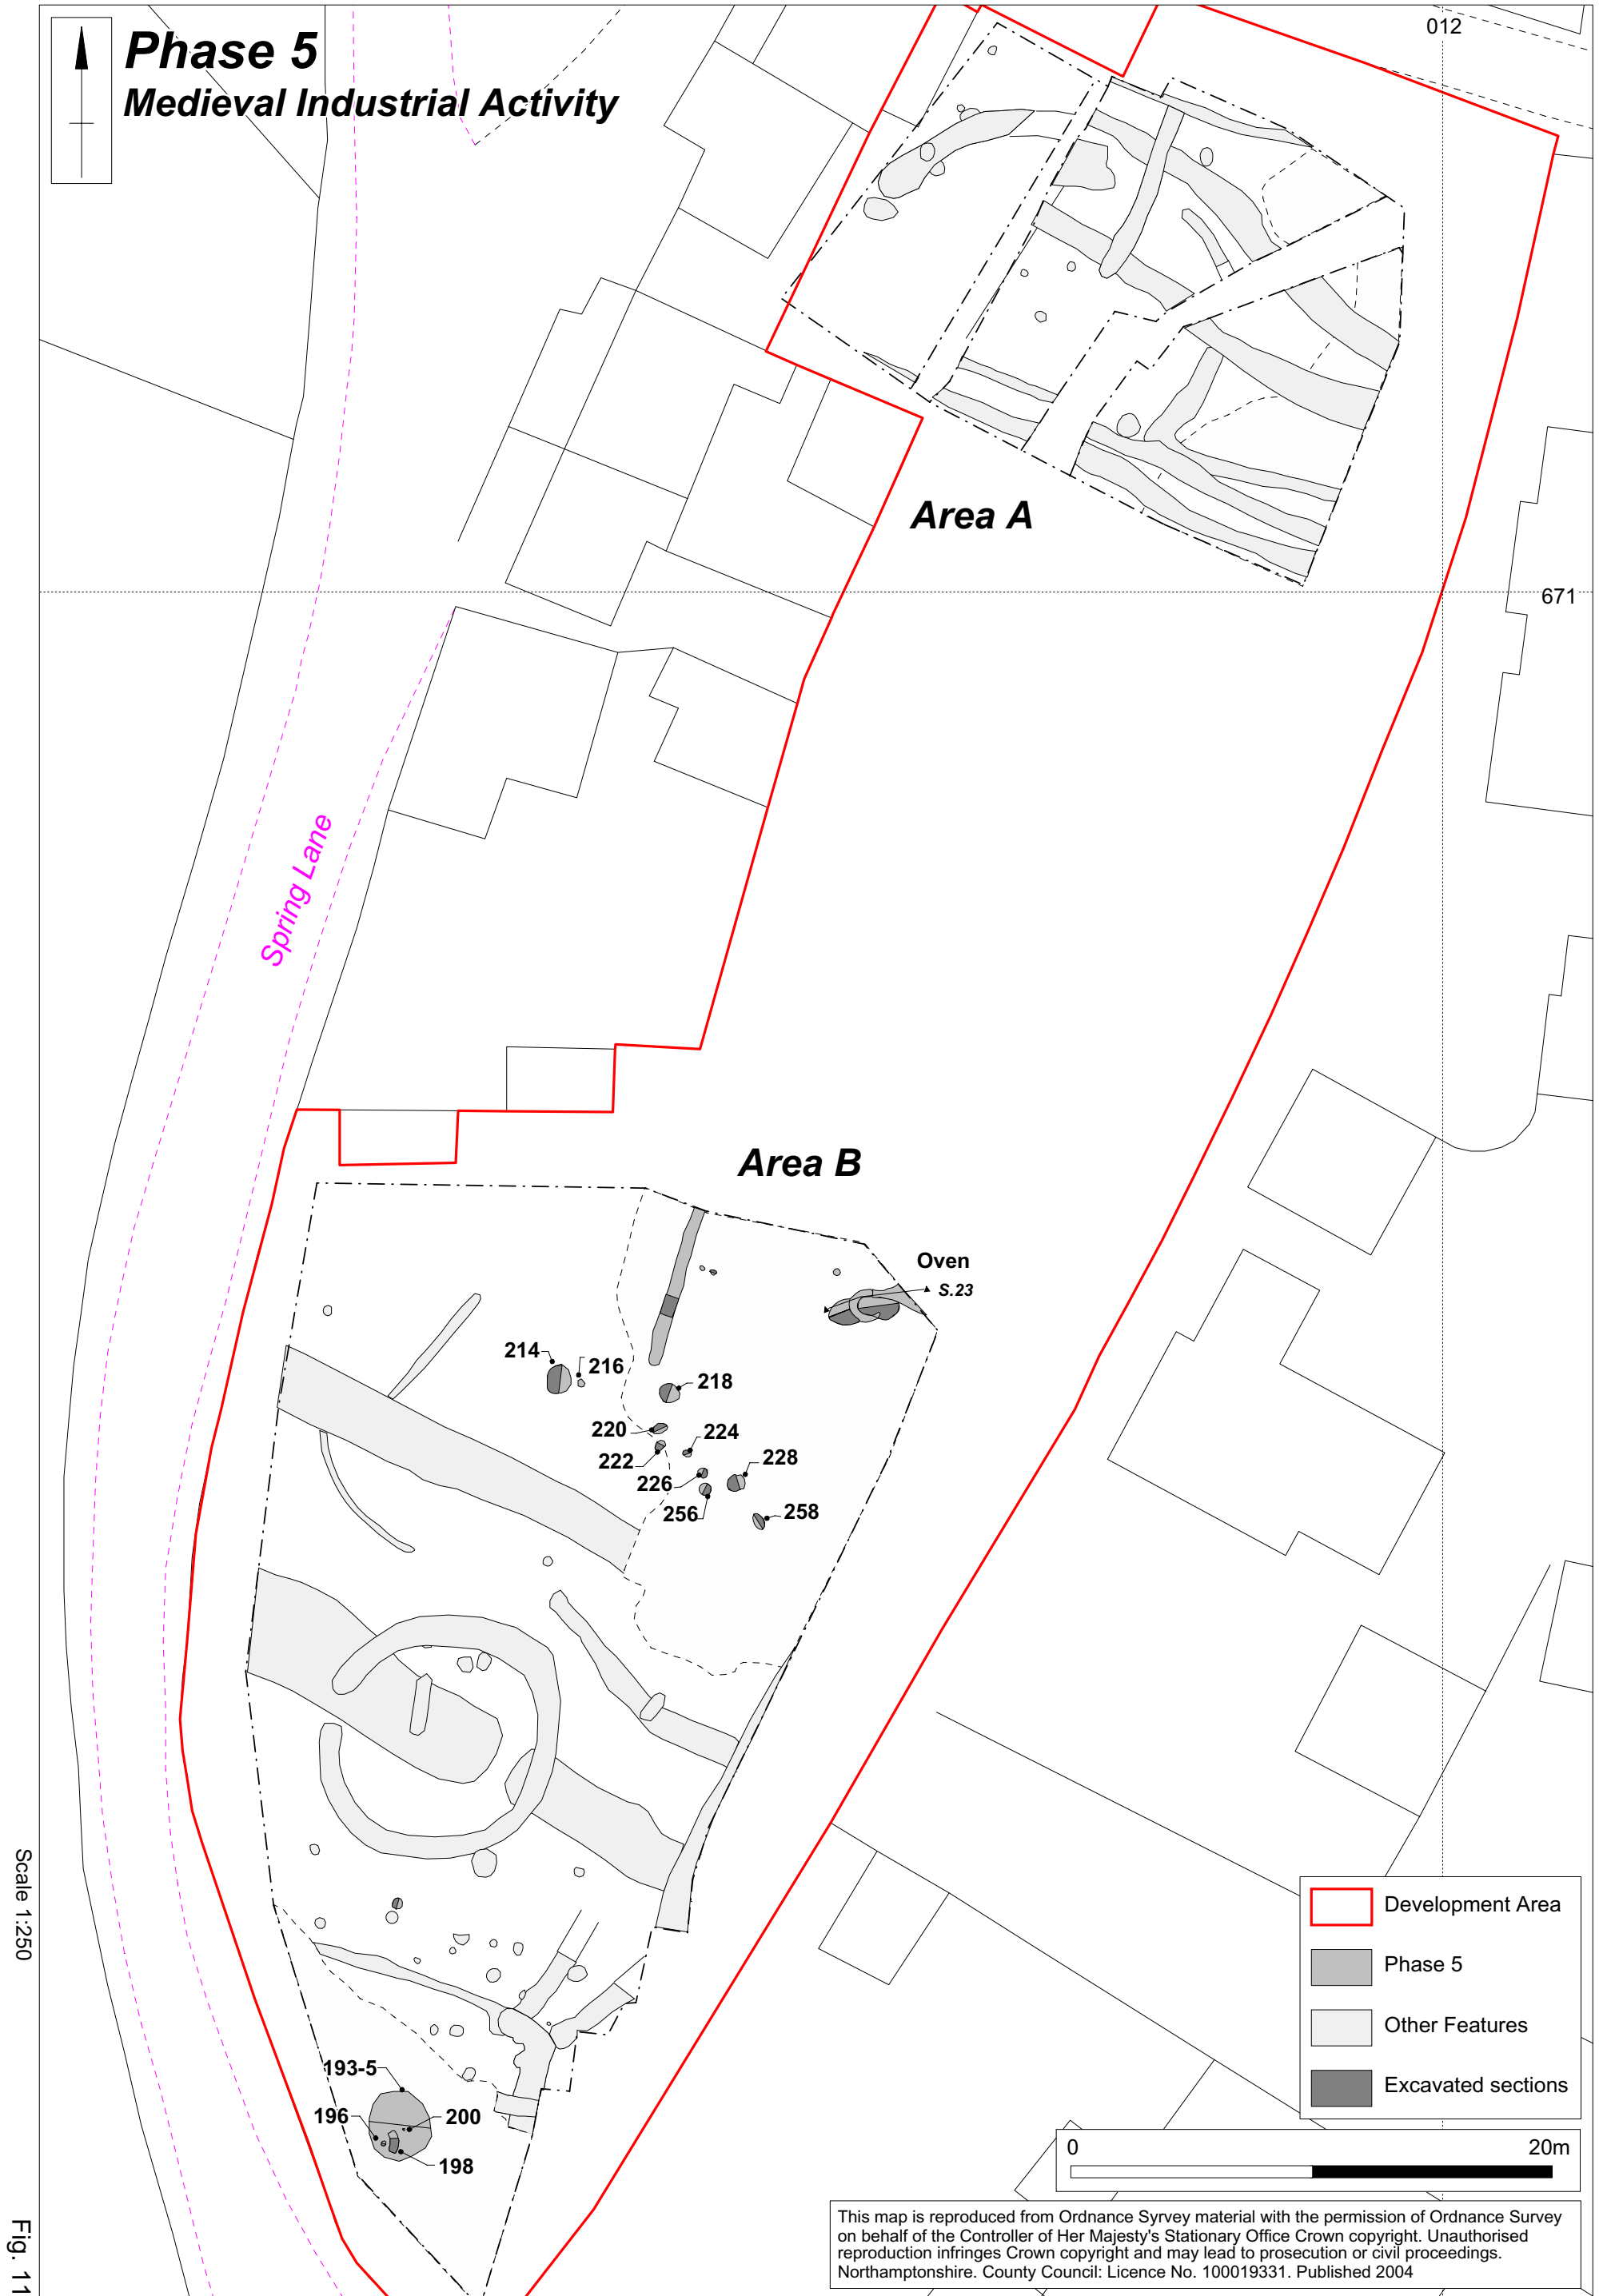 Phase 5
Medieval Industrial Activity
012
Area A
671
Spring Lane
Area B
Oven
S.23
214
216
218
220
224
222
228
226
256
258
193-5
196
200
198
Scale 1:250
Fig. 11
Development Area
Phase 5
Other Features
Excavated sections
0 20m
This map is reproduced from Ordnance Syrvey material with the permission of Ordnance Survey
on behalf of the Controller of Her Majesty's Stationary Office Crown copyright. Unauthorised
reproduction infringes Crown copyright and may lead to prosecution or civil proceedings.
Northamptonshire. County Council: Licence No. 100019331. Published 2004